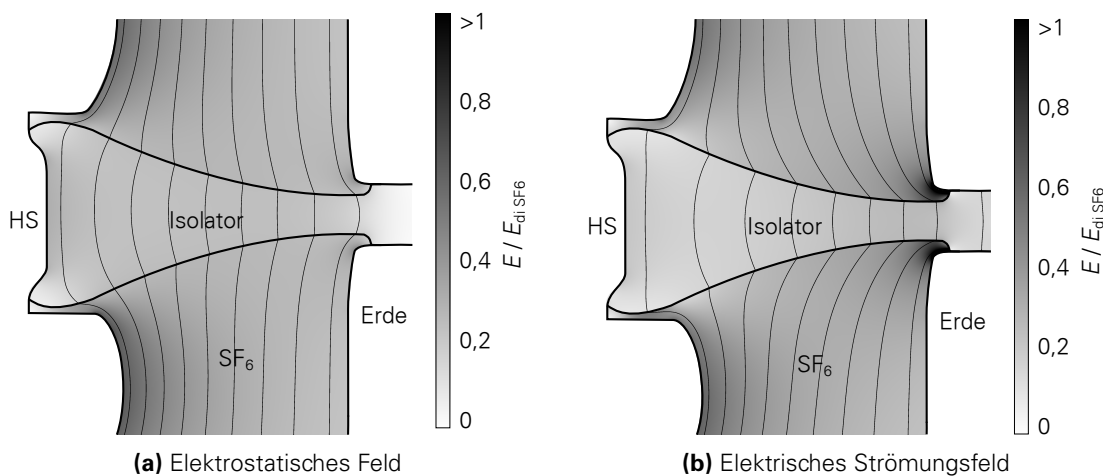 >1
0,8
0,6
0,4
0,2
0
E / E_di SF6
HS
Isolator
SF₆
Erde
(a) Elektrostatisches Feld
>1
0,8
0,6
0,4
0,2
0
E / E_di SF6
HS
Isolator
SF₆
Erde
(b) Elektrisches Strömungsfeld